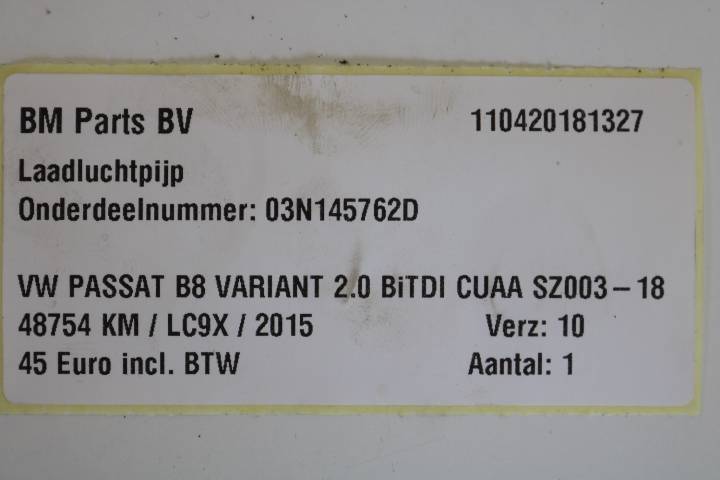 BM Parts BV 110420181327
Laadluchtpijp
Onderdeelnummer: 03N145762D
VW PASSAT B8 VARIANT 2.0 BiTDI CUAA SZ003-18
48754 KM / LC9X / 2015 Verz: 10
45 Euro incl. BTW Aantal: 1